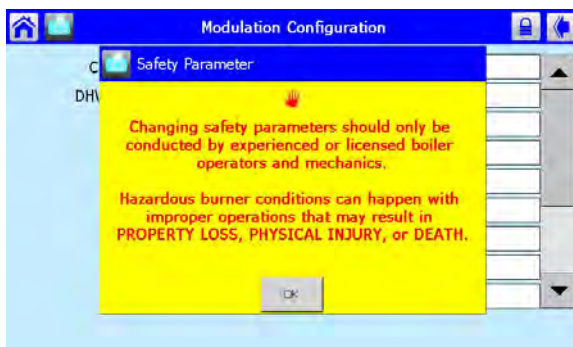 Modulation Configuration
C
Safety Parameter
DHW
Changing safety parameters should only be
conducted by experienced or licensed boiler
operators and mechanics.
Hazardous burner conditions can happen with
improper operations that may result in
PROPERTY LOSS, PHYSICAL INJURY, or DEATH.
OK